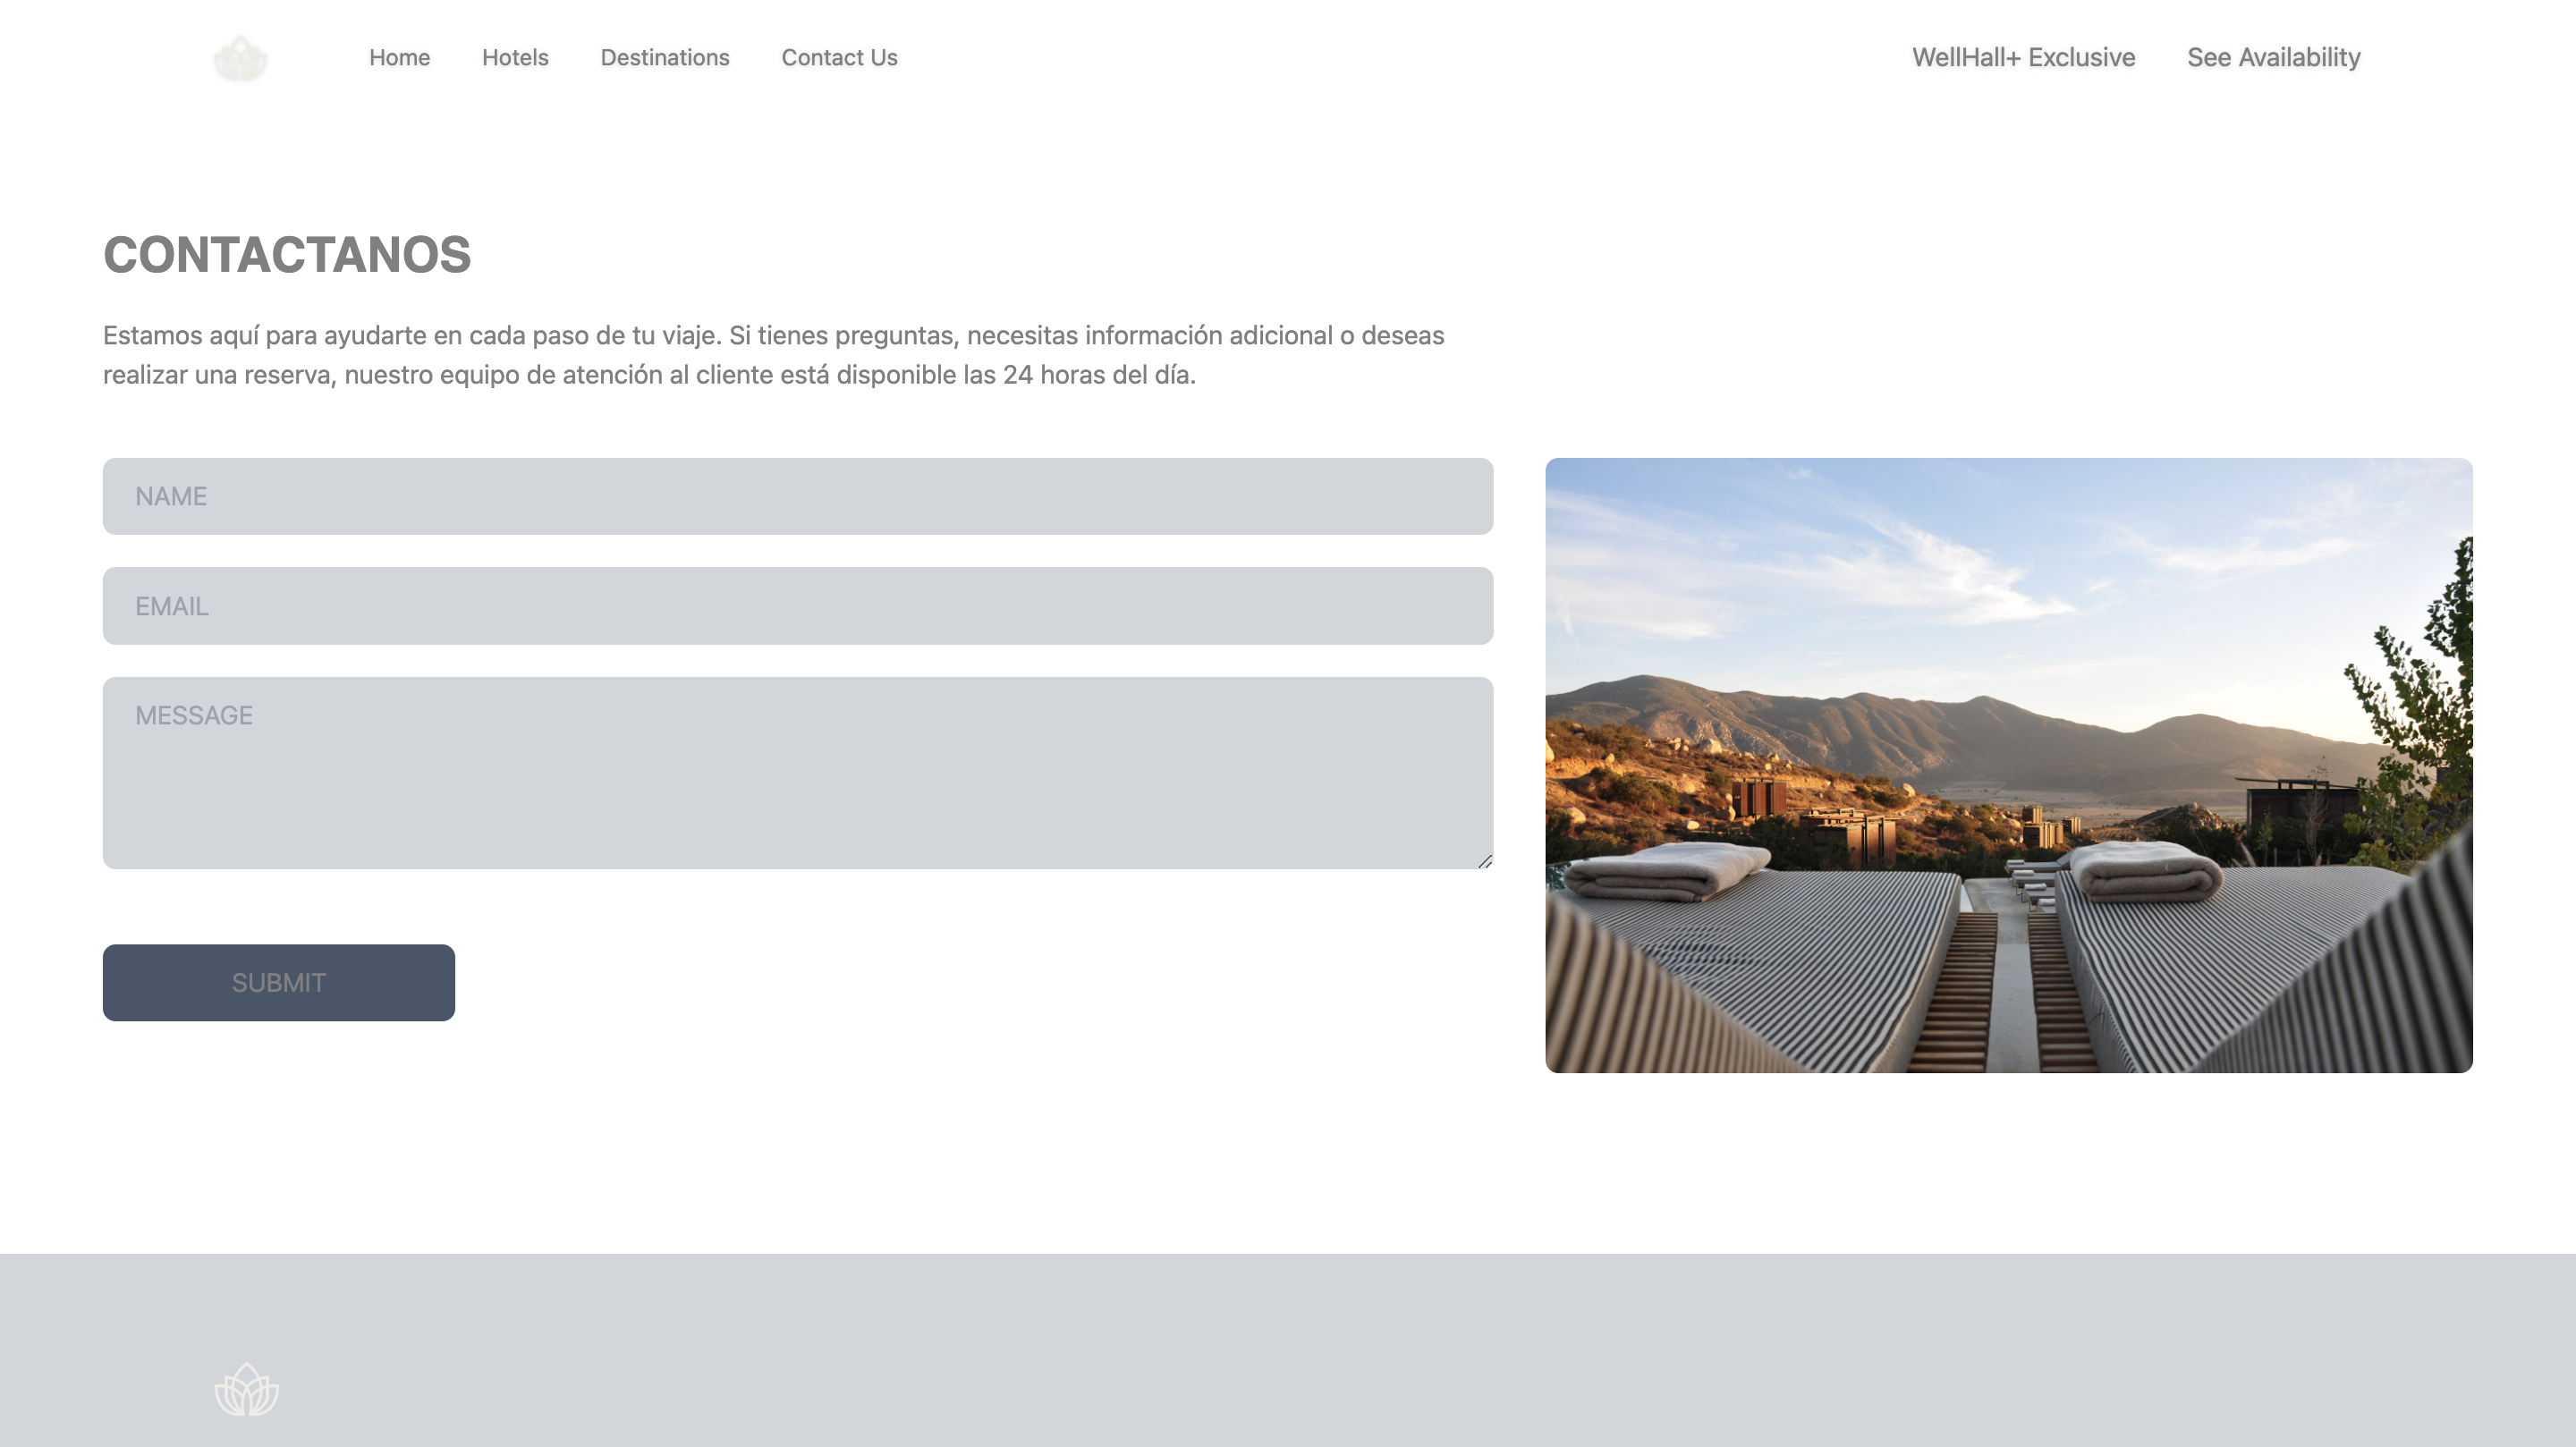 Home Hotels Destinations Contact Us WellHall+ Exclusive See Availability
CONTACTANOS
Estamos aquí para ayudarte en cada paso de tu viaje. Si tienes preguntas, necesitas información adicional o deseas
realizar una reserva, nuestro equipo de atención al cliente está disponible las 24 horas del día.
NAME
EMAIL
MESSAGE
SUBMIT